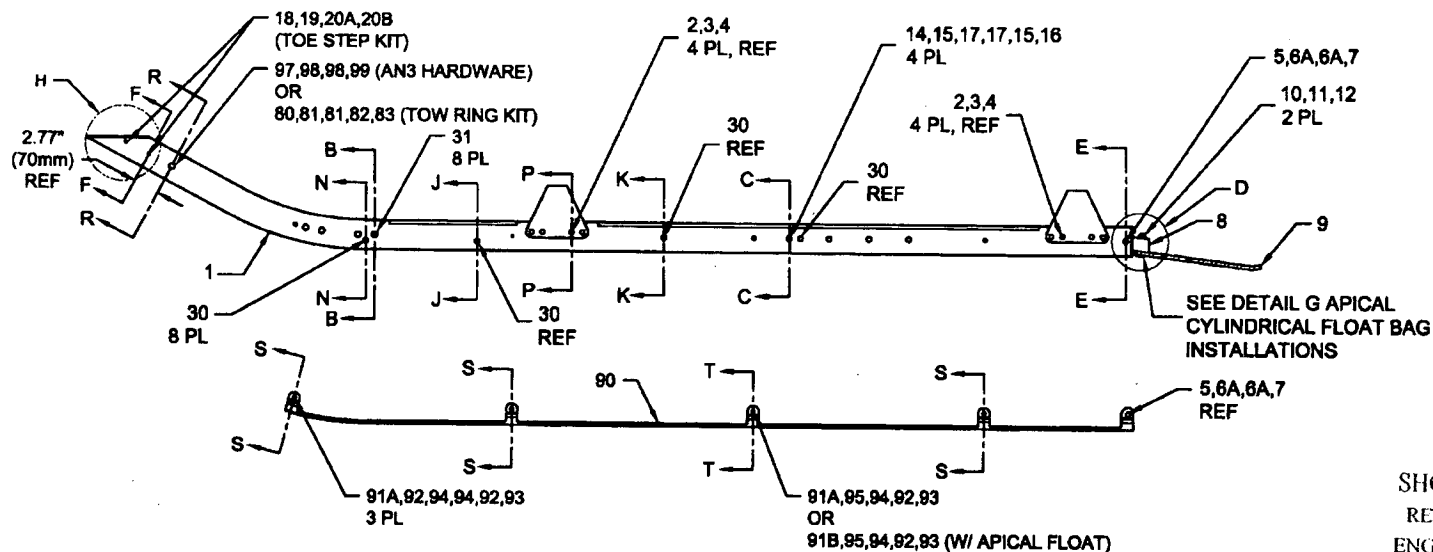 18,19,20A,20B
(TOE STEP KIT)
97,98,98,99 (AN3 HARDWARE)
OR
80,81,81,82,83 (TOW RING KIT)
2,3,4
4 PL, REF
14,15,17,17,15,16
4 PL
5,6A,6A,7
10,11,12
2 PL
2,3,4
4 PL, REF
H
R
F
2.77"
(70mm)
REF
F
R
31
8 PL
B
N
J
P
30
REF
K
C
30
REF
E
D
8
9
1
N
B
J
P
K
C
E
30
8 PL
30
REF
SEE DETAIL G APICAL
CYLINDRICAL FLOAT BAG
INSTALLATIONS
S
S
90
T
S
5,6A,6A,7
REF
S
S
T
S
91A,92,94,94,92,93
3 PL
91A,95,94,92,93
OR
91B,95,94,92,93 (W/ APICAL FLOAT)